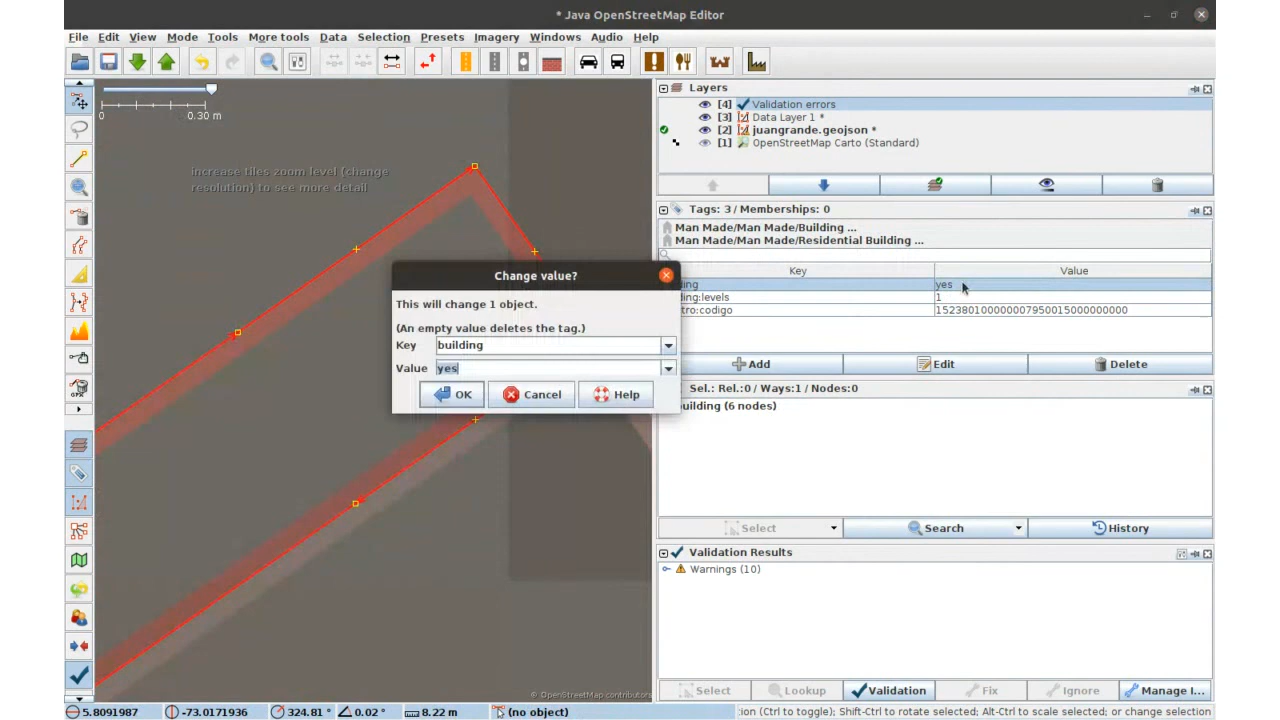 * Java OpenStreetMap Editor
File Edit View Mode Tools More tools Data Selection Presets Imagery Windows Audio Help
0 0.30 m
increase tiles zoom level (change
resolution) to see more detail
Layers
[4] Validation errors
[3] Data Layer 1 *
[2] juangrande.geojson *
[1] OpenStreetMap Carto (Standard)
Tags: 3 / Memberships: 0
Man Made/Man Made/Building ...
Man Made/Man Made/Residential Building ...
Key Value
ding yes
ding:levels 1
tro:codigo
Add Edit Delete
Change value?
This will change 1 object.
(An empty value deletes the tag.)
Key building
Value yes
OK Cancel Help
Sel.: Rel.:0 / Ways:1 / Nodes:0
building (6 nodes)
Select Search History
Validation Results
Warnings (10)
© OpenStreetMap contributors
Select Lookup Validation Fix Ignore Manage I...
5.8091987 -73.0171936 324.81 ° 0.02 ° 8.22 m (no object) :ion (Ctrl to toggle); Shift-Ctrl to rotate selected; Alt-Ctrl to scale selected; or change selection